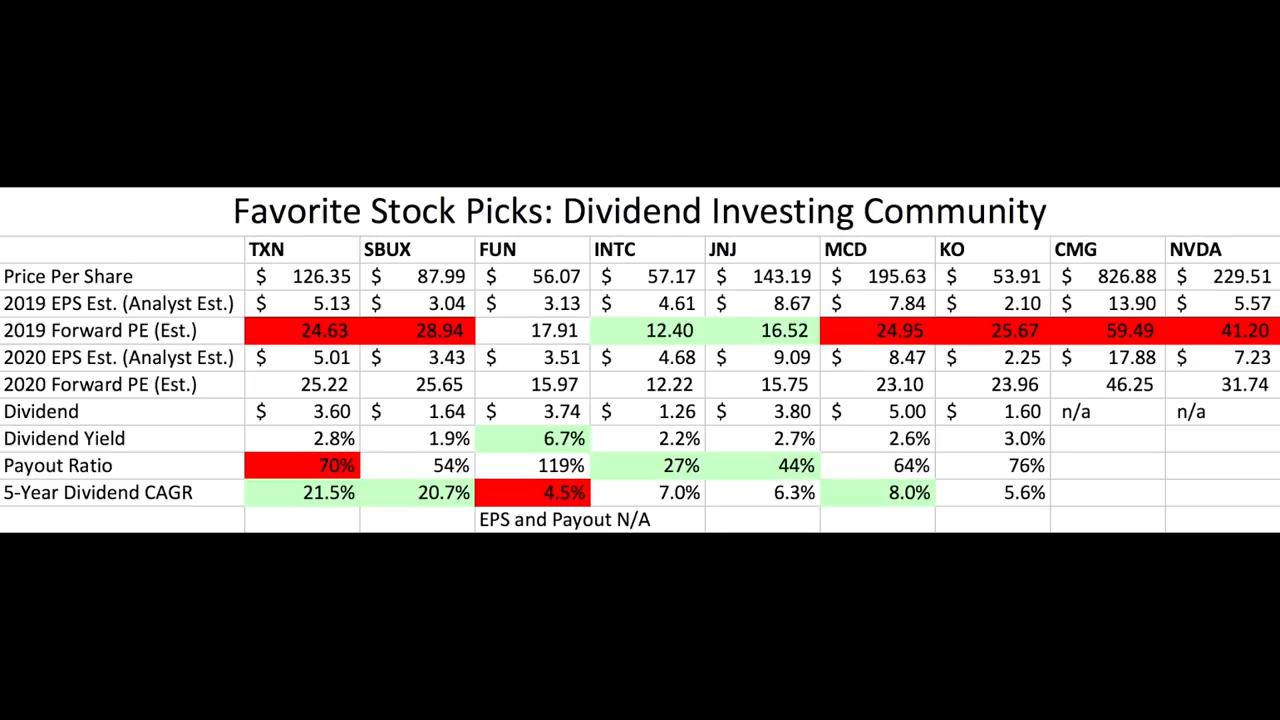 Favorite Stock Picks: Dividend Investing Community
TXN SBUX FUN INTC JNJ MCD KO CMG NVDA
Price Per Share $ 126.35 $ 87.99 $ 56.07 $ 57.17 $ 143.19 $ 195.63 $ 53.91 $ 826.88 $ 229.51
2019 EPS Est. (Analyst Est.) $ 5.13 $ 3.04 $ 3.13 $ 4.61 $ 8.67 $ 7.84 $ 2.10 $ 13.90 $ 5.57
2019 Forward PE (Est.) 24.63 28.94 17.91 12.40 16.52 24.95 25.67 59.49 41.20
2020 EPS Est. (Analyst Est.) $ 5.01 $ 3.43 $ 3.51 $ 4.68 $ 9.09 $ 8.47 $ 2.25 $ 17.88 $ 7.23
2020 Forward PE (Est.) 25.22 25.65 15.97 12.22 15.75 23.10 23.96 46.25 31.74
Dividend $ 3.60 $ 1.64 $ 3.74 $ 1.26 $ 3.80 $ 5.00 $ 1.60 n/a n/a
Dividend Yield 2.8% 1.9% 6.7% 2.2% 2.7% 2.6% 3.0%
Payout Ratio 70% 54% 119% 27% 44% 64% 76%
5-Year Dividend CAGR 21.5% 20.7% 4.5% 7.0% 6.3% 8.0% 5.6%
EPS and Payout N/A